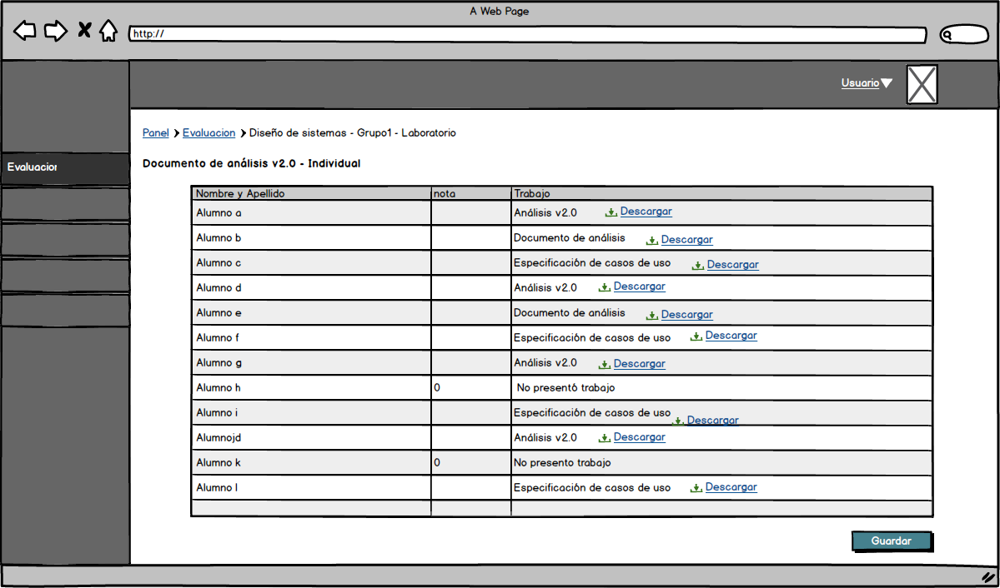 A Web Page
http://
Usuario
Panel Evaluacion Diseño de sistemas - Grupo1 - Laboratorio
Evaluacior
Documento de análisis v2.0 - Individual
Nombre y Apellido nota Trabajo
Alumno a Análisis v2.0 Descargar
Alumno b Documento de análisis Descargar
Alumno c Especificación de casos de uso Descargar
Alumno d Análisis v2.0 Descargar
Alumno e Documento de análisis Descargar
Alumno f Especificación de casos de uso Descargar
Alumno g Análisis v2.0 Descargar
Alumno h 0 No presentó trabajo
Alumno i Especificación de casos de uso Descargar
Alumnojd Análisis v2.0 Descargar
Alumno k 0 No presento trabajo
Alumno l Especificación de casos de uso Descargar
Guardar